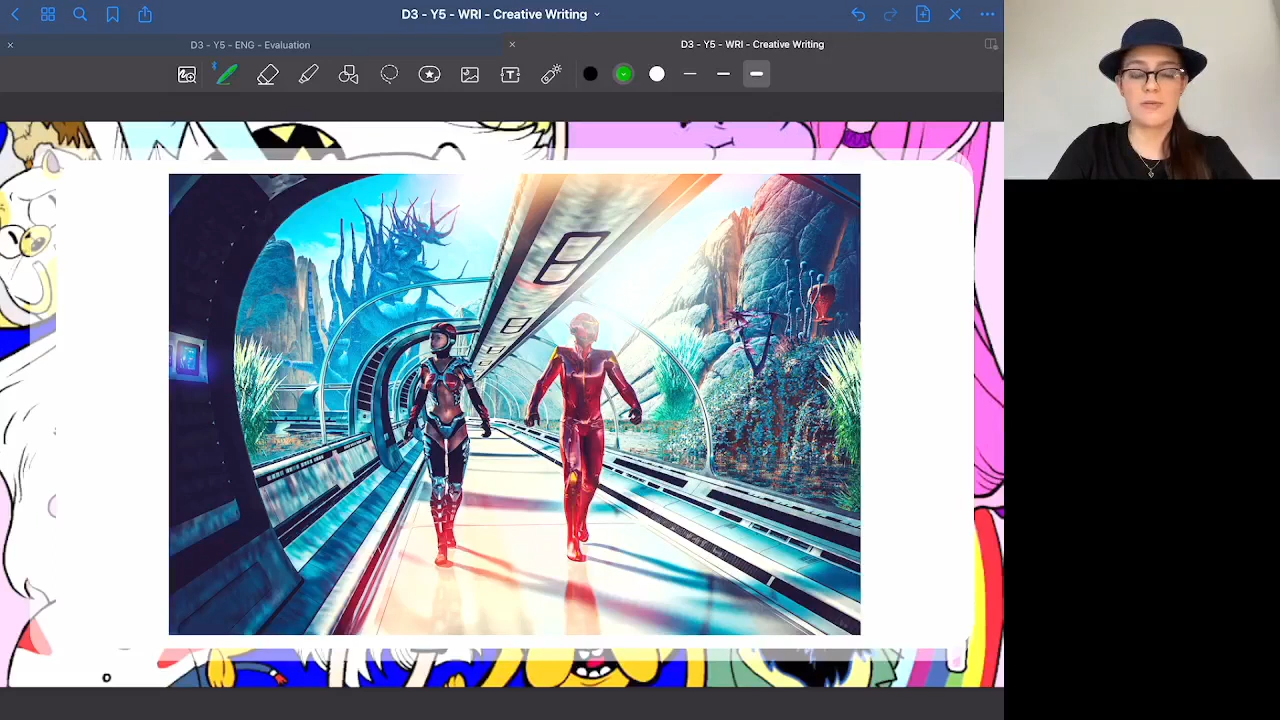 D3 - Y5 - WRI - Creative Writing
D3 - Y5 - ENG - Evaluation
D3 - Y5 - WRI - Creative Writing